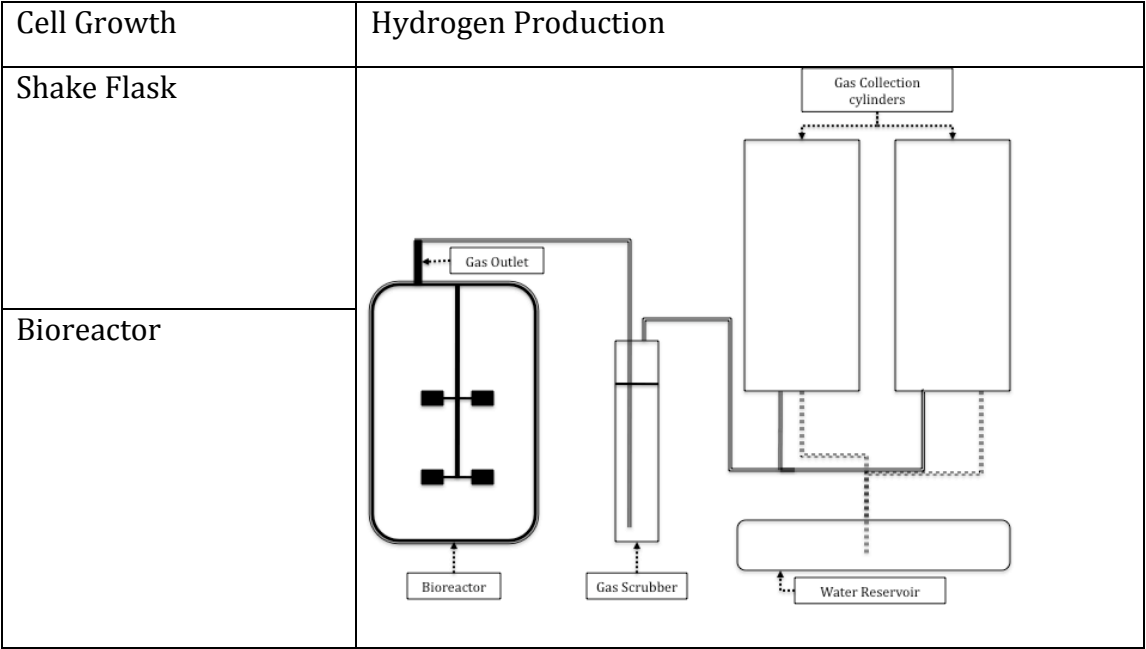 Cell Growth
Hydrogen Production
Shake Flask
Gas Collection
cylinders
Gas Outlet
Bioreactor
Bioreactor
Gas Scrubber
Water Reservoir